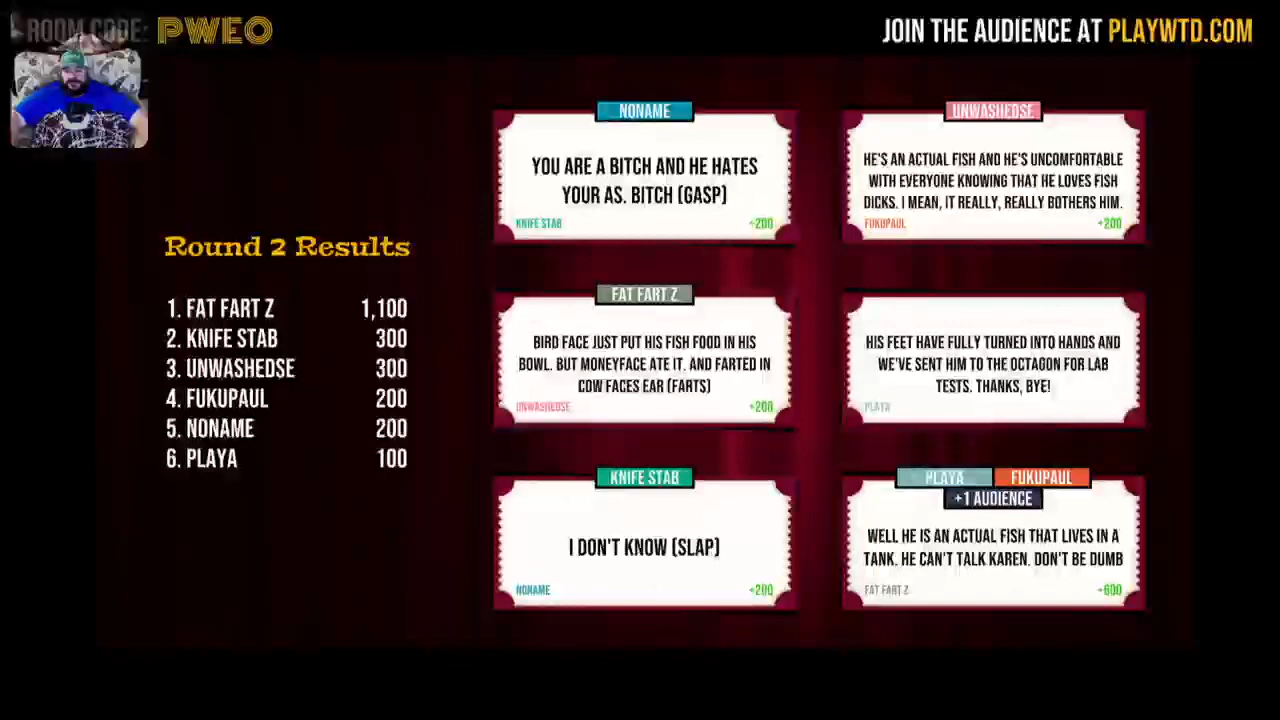 ROOM CODE: PWEO
JOIN THE AUDIENCE AT PLAYWTD.COM
Round 2 Results
1. FAT FART Z 1,100
2. KNIFE STAB 300
3. UNWASHEDSE 300
4. FUKUPAUL 200
5. NONAME 200
6. PLAYA 100
NONAME
YOU ARE A BITCH AND HE HATES
YOUR AS. BITCH (GASP)
KNIFE STAB +200
UNWASHEDSE
HE'S AN ACTUAL FISH AND HE'S UNCOMFORTABLE
WITH EVERYONE KNOWING THAT HE LOVES FISH
DICKS. I MEAN, IT REALLY, REALLY BOTHERS HIM.
FUKUPAUL +200
FAT FART Z
BIRD FACE JUST PUT HIS FISH FOOD IN HIS
BOWL. BUT MONEYFACE ATE IT. AND FARTED IN
COW FACES EAR (FARTS)
UNWASHEDSE +200
HIS FEET HAVE FULLY TURNED INTO HANDS AND
WE'VE SENT HIM TO THE OCTAGON FOR LAB
TESTS. THANKS, BYE!
PLAYA
KNIFE STAB
I DON'T KNOW (SLAP)
NONAME +200
PLAYA FUKUPAUL
+1 AUDIENCE
WELL HE IS AN ACTUAL FISH THAT LIVES IN A
TANK. HE CAN'T TALK KAREN. DON'T BE DUMB
FAT FART Z +600